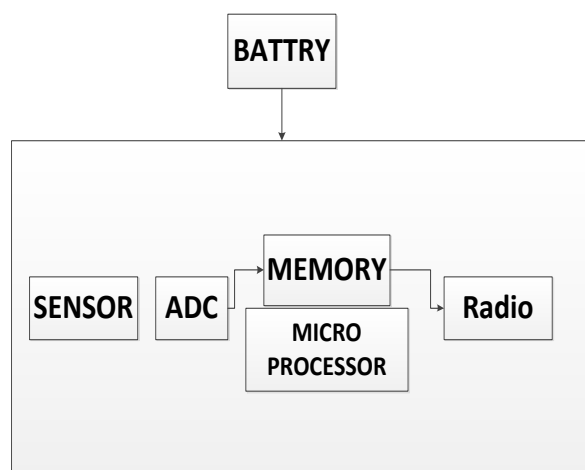 BATTRY
MEMORY
SENSOR
ADC
Radio
MICRO
PROCESSOR